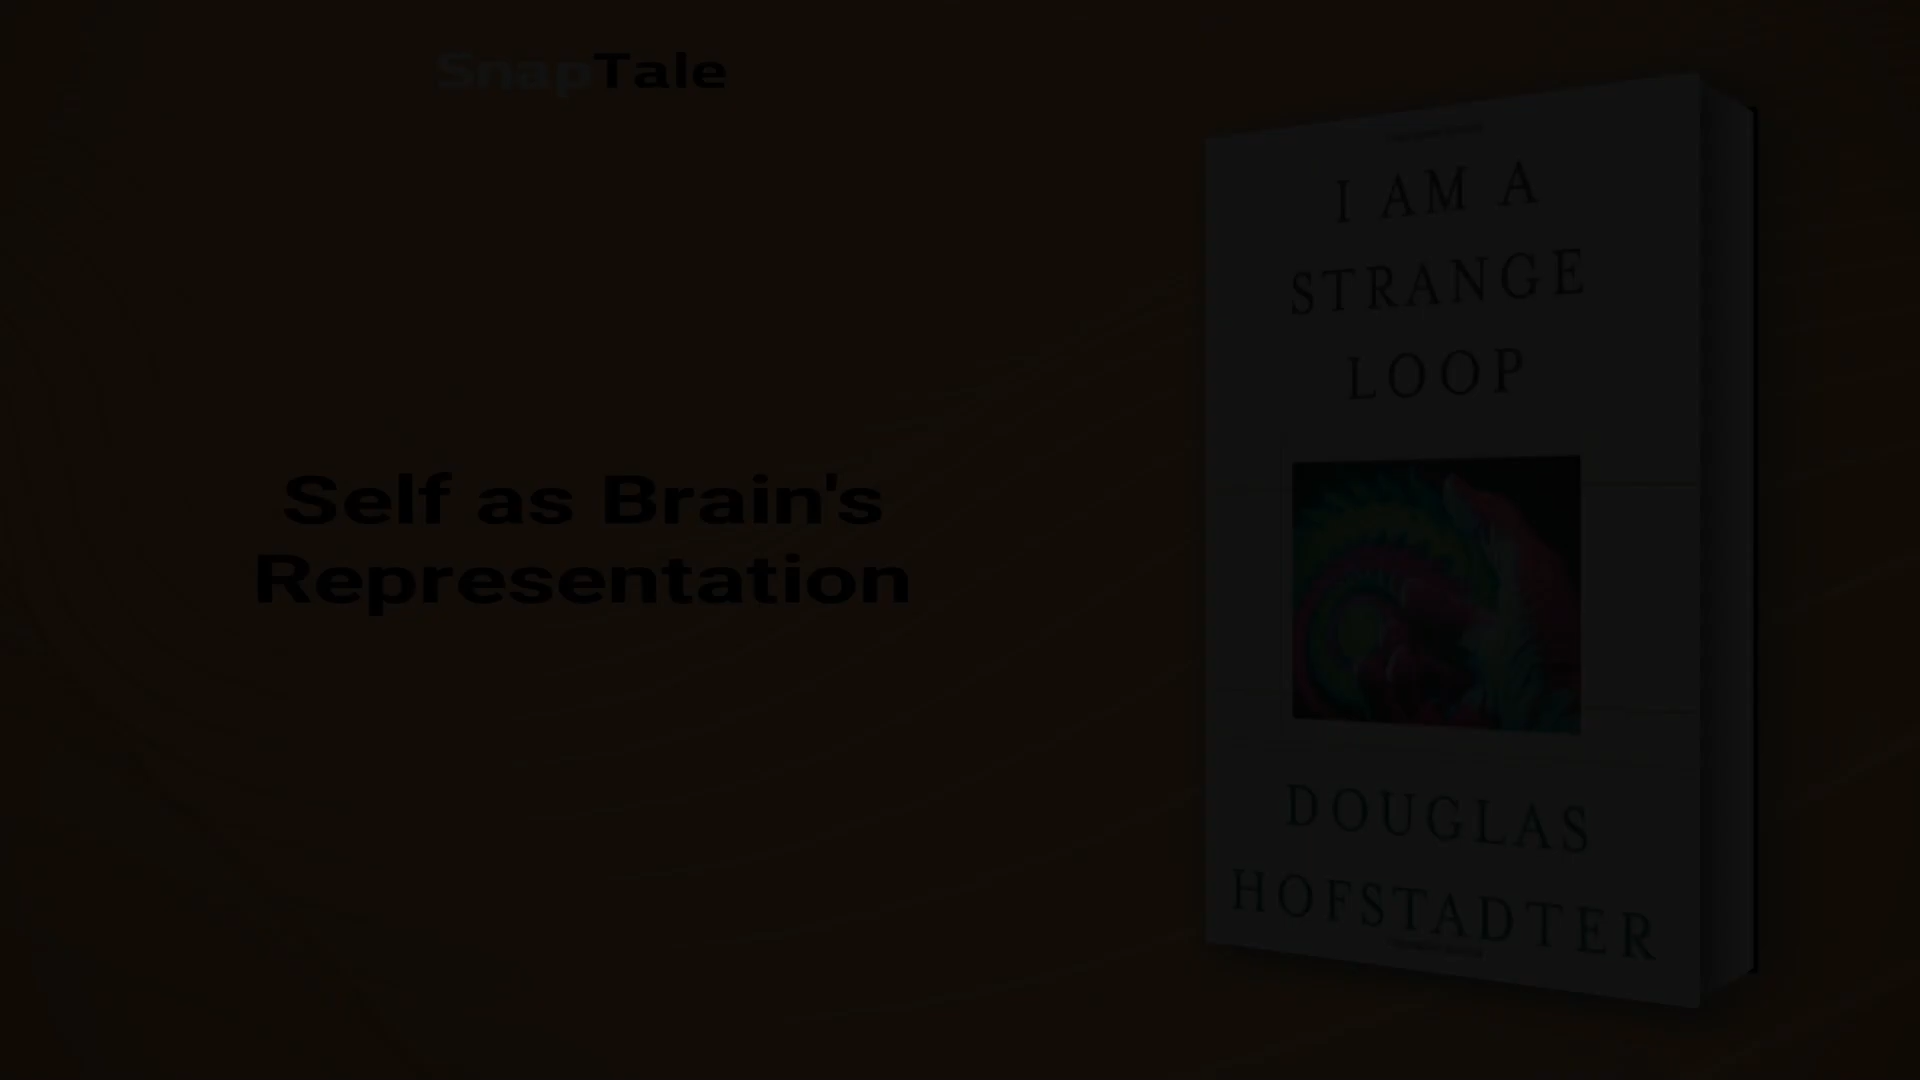 SnapTale
Self as Brain's
Representation
I AM A
STRANGE
LOOP
DOUGLAS
HOFSTADTER